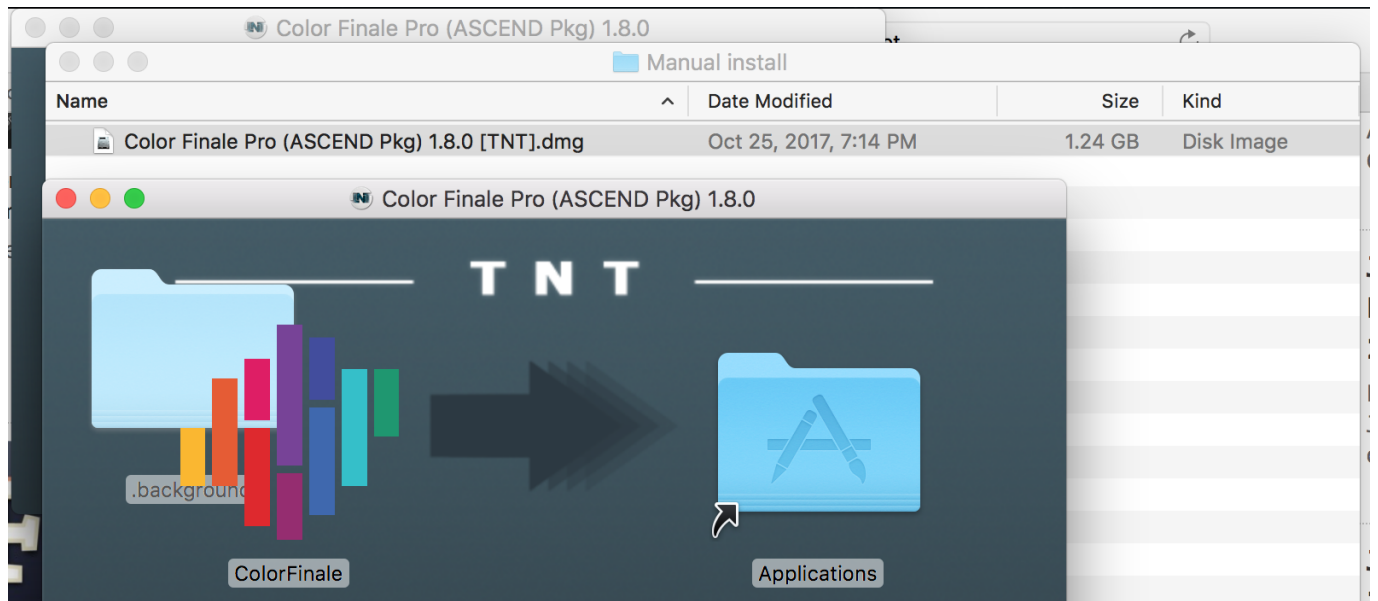 Color Finale Pro (ASCEND Pkg) 1.8.0
Manual install
Name Date Modified Size Kind
Color Finale Pro (ASCEND Pkg) 1.8.0 [TNT].dmg Oct 25, 2017, 7:14 PM 1.24 GB Disk Image
Color Finale Pro (ASCEND Pkg) 1.8.0
TNT
.background
ColorFinale Applications